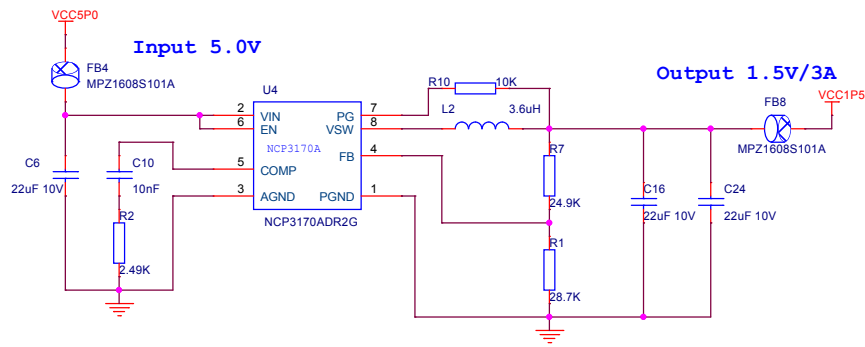 VCC5P0
Input 5.0V
FB4
MPZ1608S101A
Output 1.5V/3A
VCC1P5
FB8
MPZ1608S101A
U4
R10
10K
L2
3.6uH
2
VIN
PG
7
6
EN
VSW
8
NCP3170A
FB
4
5
COMP
3
AGND
PGND
1
NCP3170ADR2G
C6
22uF 10V
C10
10nF
R2
2.49K
R7
24.9K
R1
28.7K
C16
22uF 10V
C24
22uF 10V